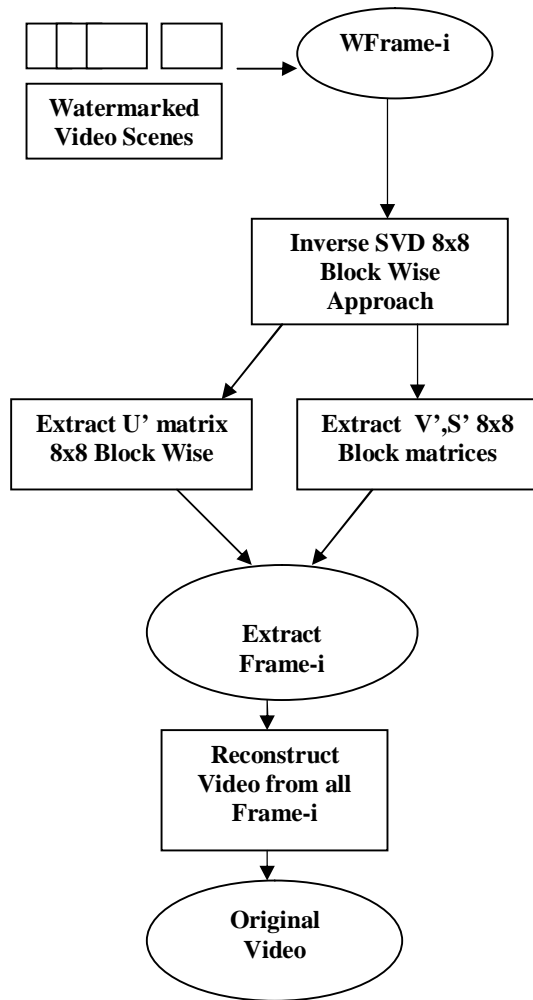 WFrame-i
Watermarked
Video Scenes
Inverse SVD 8x8
Block Wise
Approach
Extract U’ matrix
8x8 Block Wise
Extract V’,S’ 8x8
Block matrices
Extract
Frame-i
Reconstruct
Video from all
Frame-i
Original
Video